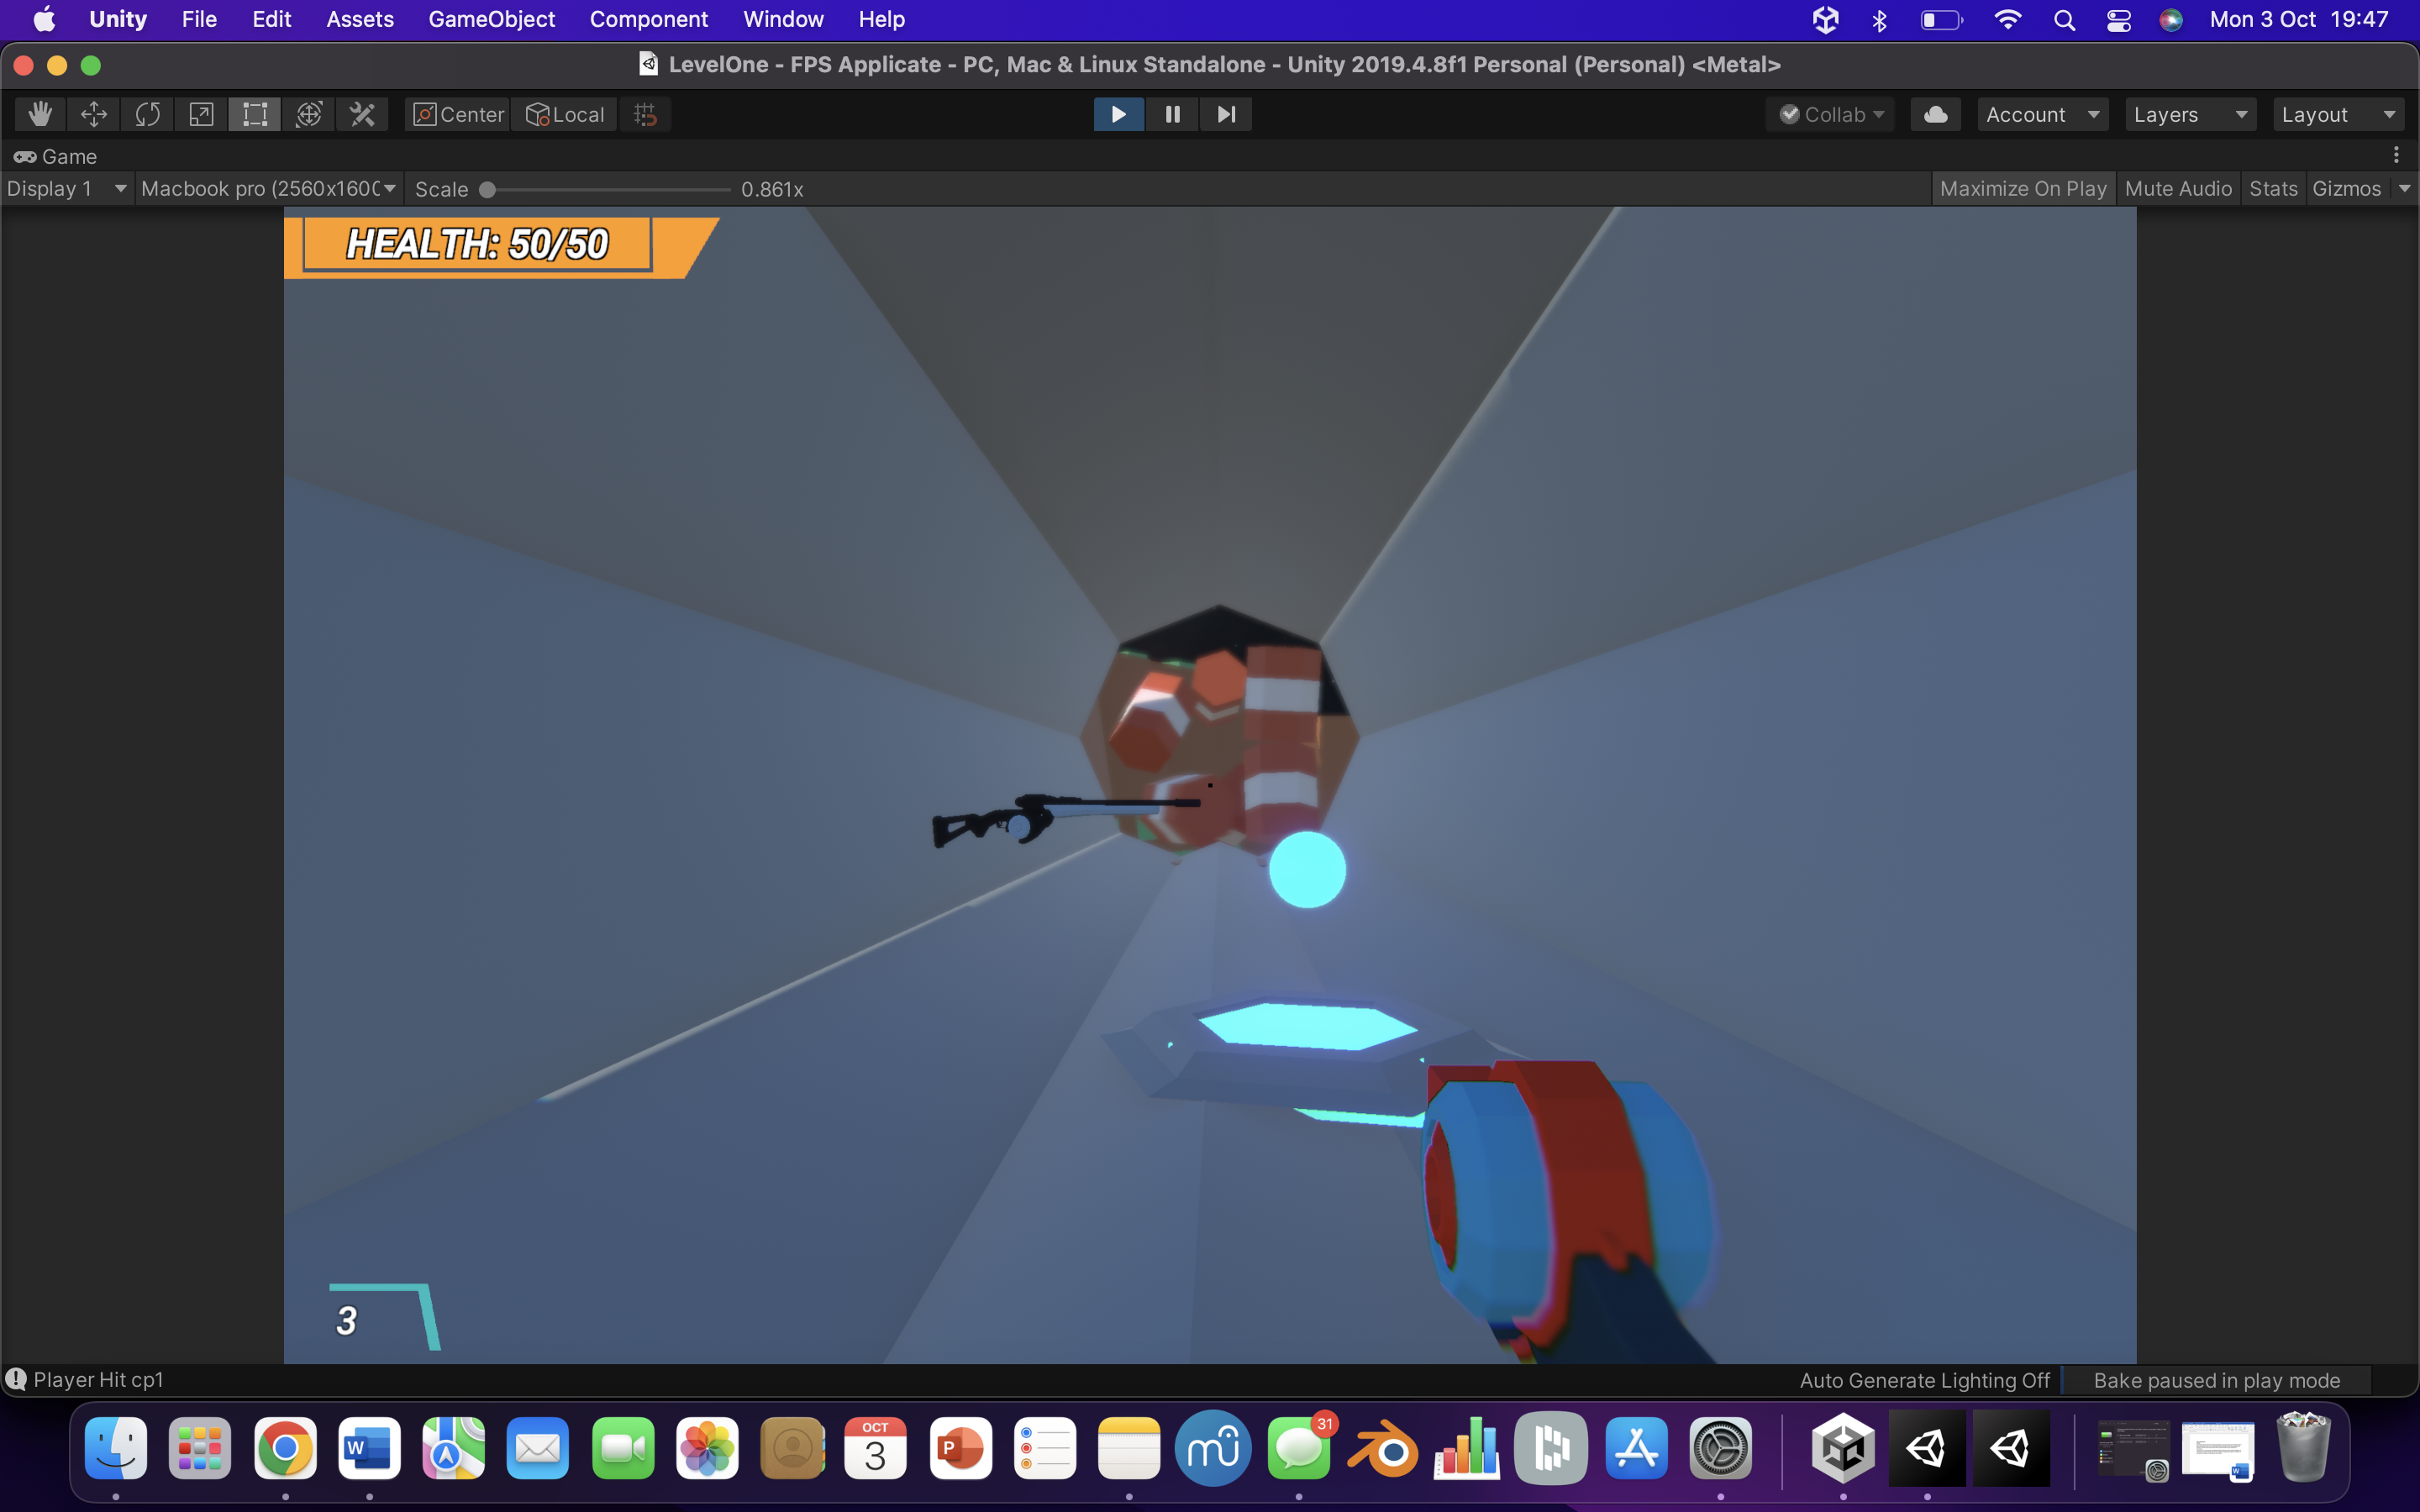 Unity File Edit Assets GameObject Component Window Help Mon 3 Oct 19:47
LevelOne - FPS Applicate - PC, Mac & Linux Standalone - Unity 2019.4.8f1 Personal (Personal) <Metal>
Center Local Collab Account Layers Layout
Game
Display 1 Macbook pro (2560x160( Scale 0.861x Maximize On Play Mute Audio Stats Gizmos
HEALTH: 50/50
3
Player Hit cp1 Auto Generate Lighting Off Bake paused in play mode
OCT
31
W 3 P mu